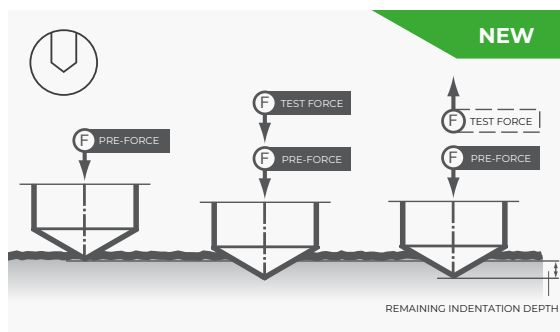 NEW
F PRE-FORCE
F TEST FORCE
F PRE-FORCE
F TEST FORCE
F PRE-FORCE
REMAINING INDENTATION DEPTH